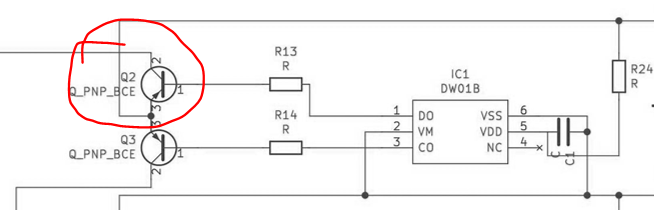 R13
R
R24
R
IC1
DW01B
2
Q2
Q_PNP_BCE
1
3
1 DO VSS 6
2 VM VDD 5
3 CO NC 4
R14
R
3
Q3
Q_PNP_BCE
1
2
C
C1